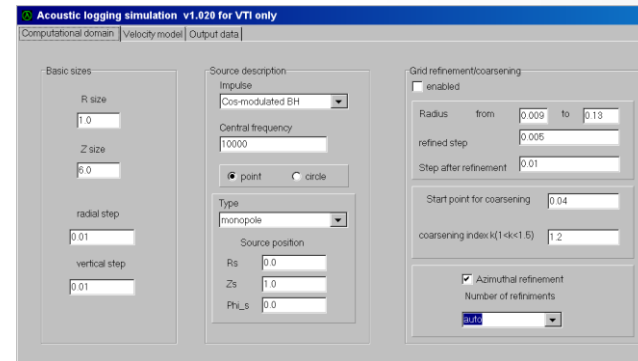 Acoustic logging simulation v1.020 for VTI only
Computational domain Velocity model Output data
Basic sizes
R size
1.0
Z size
6.0
radial step
0.01
vertical step
0.01
Source description
Impulse
Cos-modulated BH
Central frequency
10000
point circle
Type
monopole
Source position
Rs 0.0
Zs 1.0
Phi_s 0.0
Grid refinement/coarsening
enabled
Radius from 0.009 to 0.13
refined step 0.005
Step after refinement 0.01
Start point for coarsening 0.04
coarsening index k(1<k<1.5) 1.2
Azimuthal refinement
Number of refiniments
auto